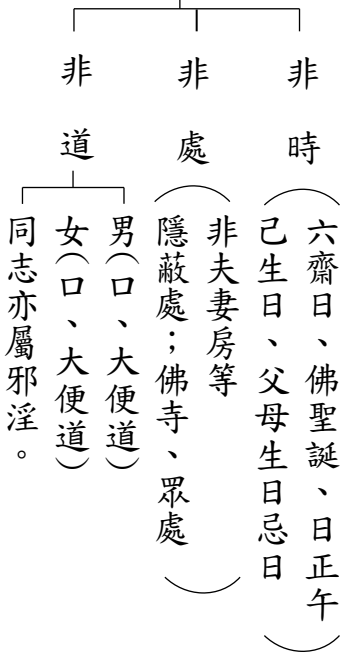 非時
六齋日、佛聖誕、日正午
己生日、父母生日忌日
非處
非夫妻房等
隱蔽處；佛寺、眾處
非道
男（口、大便道）
女（口、大便道）
同志亦屬邪淫。